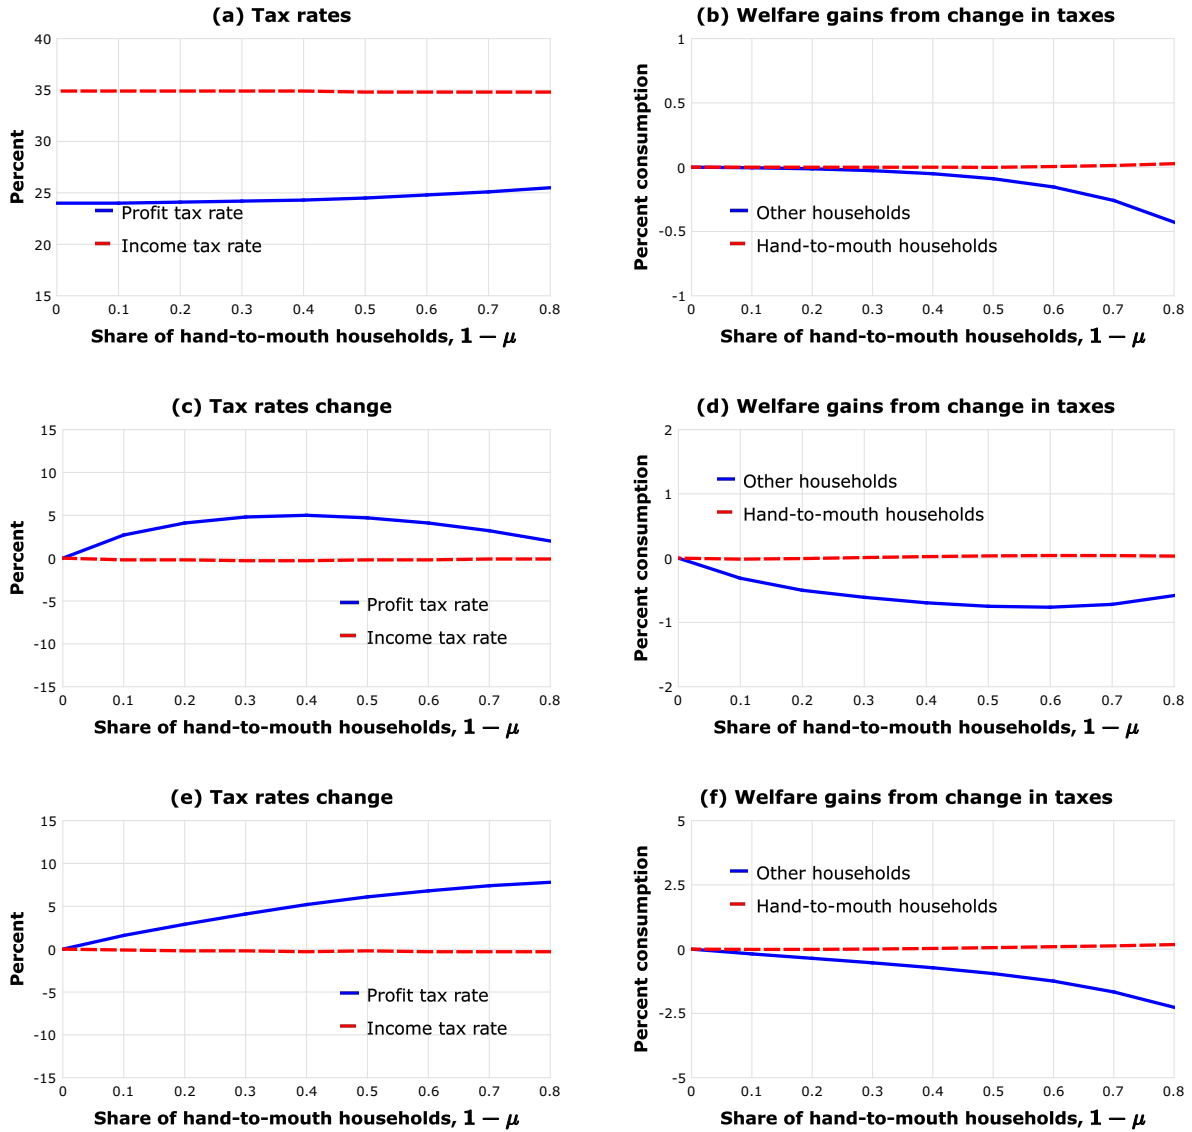 (a) Tax rates
40
35
30
25
20
15
Percent
Profit tax rate
Income tax rate
0 0.1 0.2 0.3 0.4 0.5 0.6 0.7 0.8
Share of hand-to-mouth households, 1 − μ
(b) Welfare gains from change in taxes
1
0.5
0
-0.5
-1
Percent consumption
Other households
Hand-to-mouth households
0 0.1 0.2 0.3 0.4 0.5 0.6 0.7 0.8
Share of hand-to-mouth households, 1 − μ
(c) Tax rates change
15
10
5
0
-5
-10
-15
Percent
Profit tax rate
Income tax rate
0 0.1 0.2 0.3 0.4 0.5 0.6 0.7 0.8
Share of hand-to-mouth households, 1 − μ
(d) Welfare gains from change in taxes
2
1
0
-1
-2
Percent consumption
Other households
Hand-to-mouth households
0 0.1 0.2 0.3 0.4 0.5 0.6 0.7 0.8
Share of hand-to-mouth households, 1 − μ
(e) Tax rates change
15
10
5
0
-5
-10
-15
Percent
Profit tax rate
Income tax rate
0 0.1 0.2 0.3 0.4 0.5 0.6 0.7 0.8
Share of hand-to-mouth households, 1 − μ
(f) Welfare gains from change in taxes
5
2.5
0
-2.5
-5
Percent consumption
Other households
Hand-to-mouth households
0 0.1 0.2 0.3 0.4 0.5 0.6 0.7 0.8
Share of hand-to-mouth households, 1 − μ